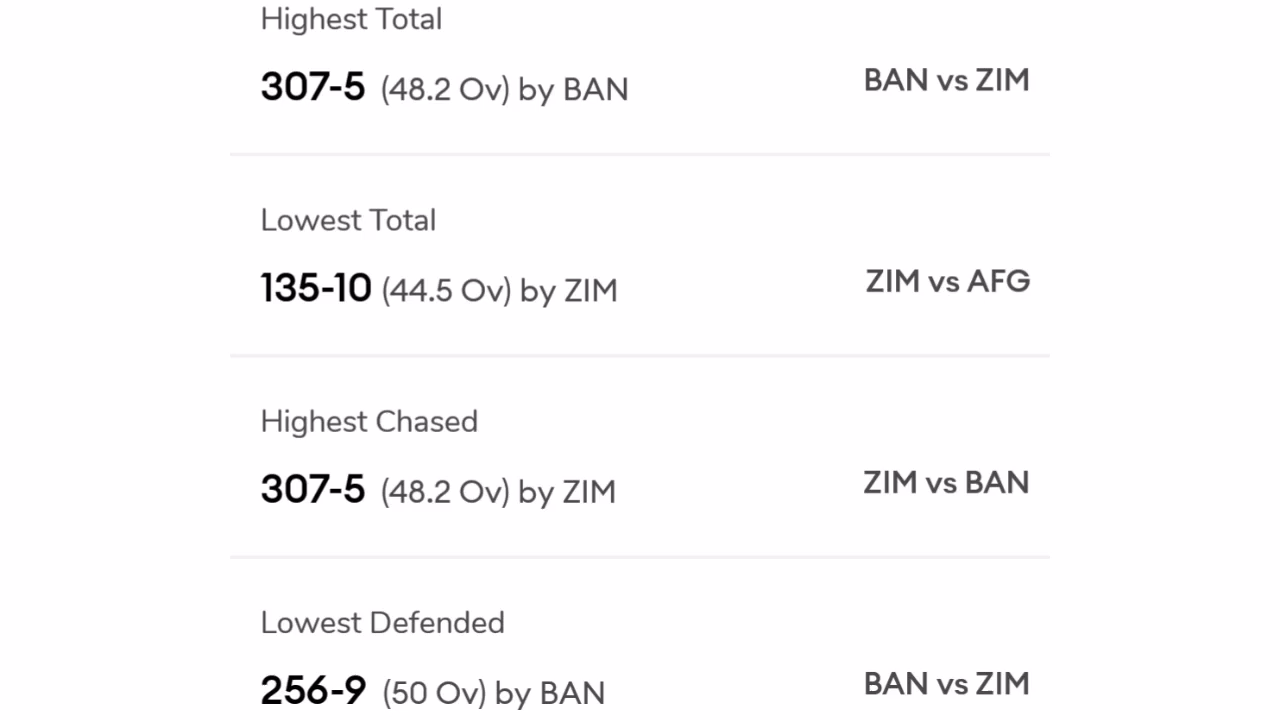 Highest Total
307-5 (48.2 Ov) by BAN BAN vs ZIM
Lowest Total
135-10 (44.5 Ov) by ZIM ZIM vs AFG
Highest Chased
307-5 (48.2 Ov) by ZIM ZIM vs BAN
Lowest Defended
256-9 (50 Ov) by BAN BAN vs ZIM